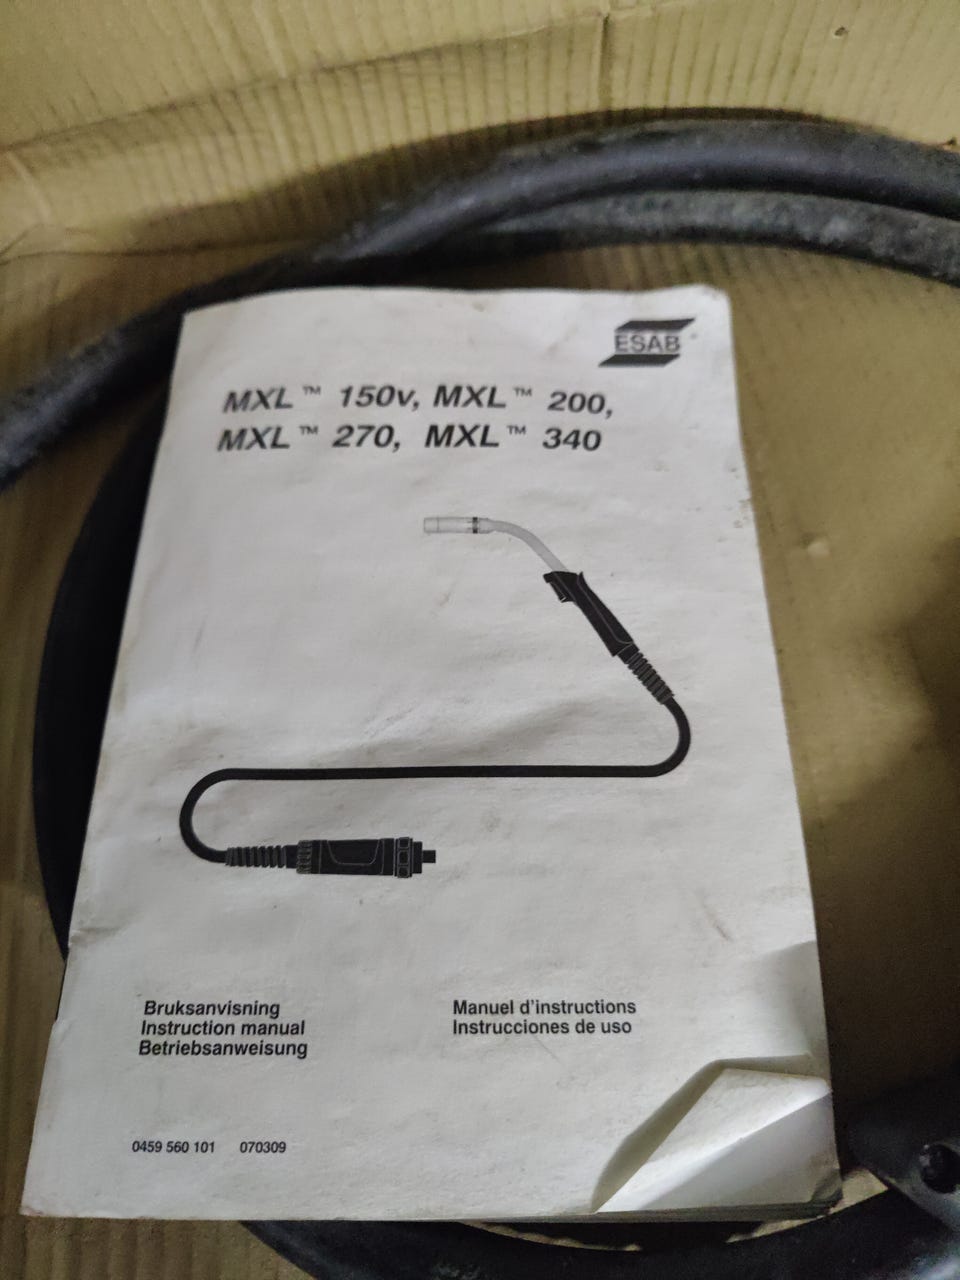 ESAB
MXL™ 150v, MXL™ 200,
MXL™ 270, MXL™ 340
Bruksanvisning
Instruction manual
Betriebsanweisung
Manuel d'instructions
Instrucciones de uso
0459 560 101 070309